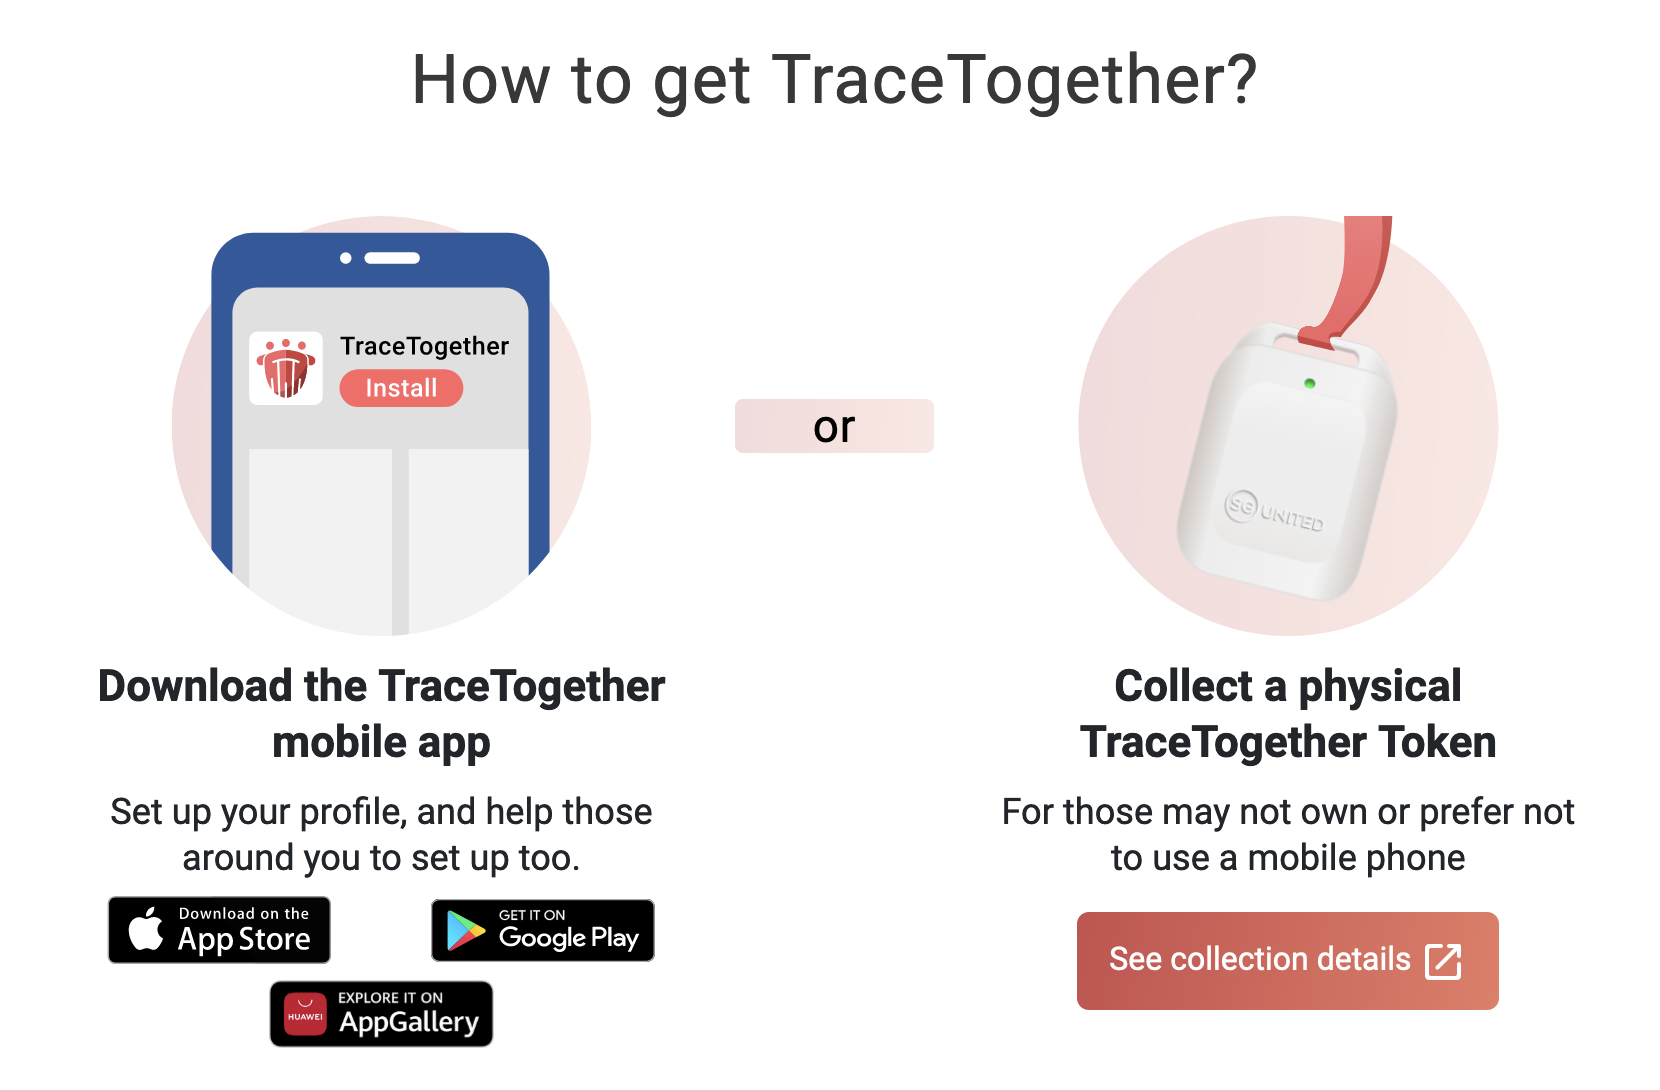 How to get TraceTogether?
TraceTogether
Install
or
SG UNITED
Download the TraceTogether
mobile app
Set up your profile, and help those
around you to set up too.
Download on the
App Store
GET IT ON
Google Play
HUAWEI
EXPLORE IT ON
AppGallery
Collect a physical
TraceTogether Token
For those may not own or prefer not
to use a mobile phone
See collection details